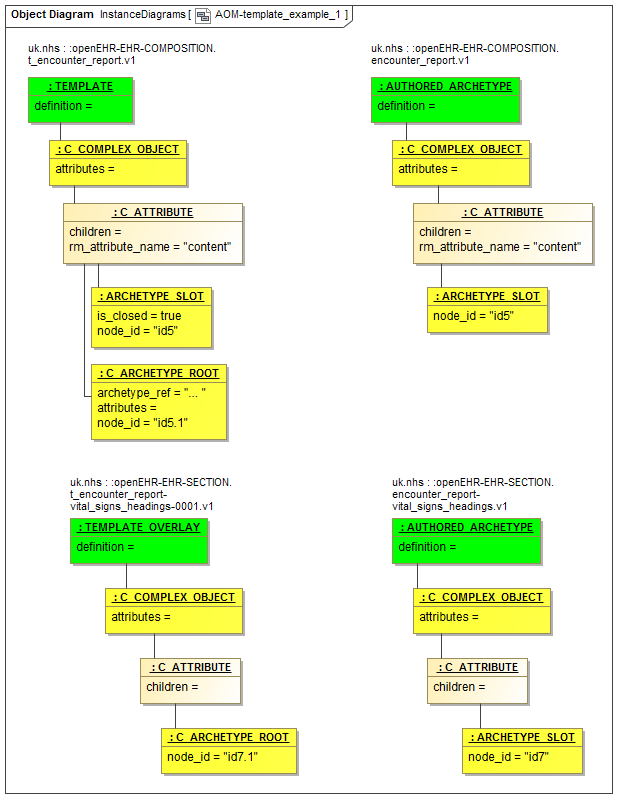 Object Diagram InstanceDiagrams [ AOM-template_example_1 ]
uk.nhs : :openEHR-EHR-COMPOSITION.
t_encounter_report.v1
: TEMPLATE
definition =
: C_COMPLEX_OBJECT
attributes =
: C_ATTRIBUTE
children =
rm_attribute_name = "content"
: ARCHETYPE_SLOT
is_closed = true
node_id = "id5"
: C_ARCHETYPE_ROOT
archetype_ref = "... "
attributes =
node_id = "id5.1"
uk.nhs : :openEHR-EHR-COMPOSITION.
encounter_report.v1
: AUTHORED_ARCHETYPE
definition =
: C_COMPLEX_OBJECT
attributes =
: C_ATTRIBUTE
children =
rm_attribute_name = "content"
: ARCHETYPE_SLOT
node_id = "id5"
uk.nhs : :openEHR-EHR-SECTION.
t_encounter_report-
vital_signs_headings-0001.v1
: TEMPLATE_OVERLAY
definition =
: C_COMPLEX_OBJECT
attributes =
: C_ATTRIBUTE
children =
: C_ARCHETYPE_ROOT
node_id = "id7.1"
uk.nhs : :openEHR-EHR-SECTION.
encounter_report-
vital_signs_headings.v1
: AUTHORED_ARCHETYPE
definition =
: C_COMPLEX_OBJECT
attributes =
: C_ATTRIBUTE
children =
: ARCHETYPE_SLOT
node_id = "id7"